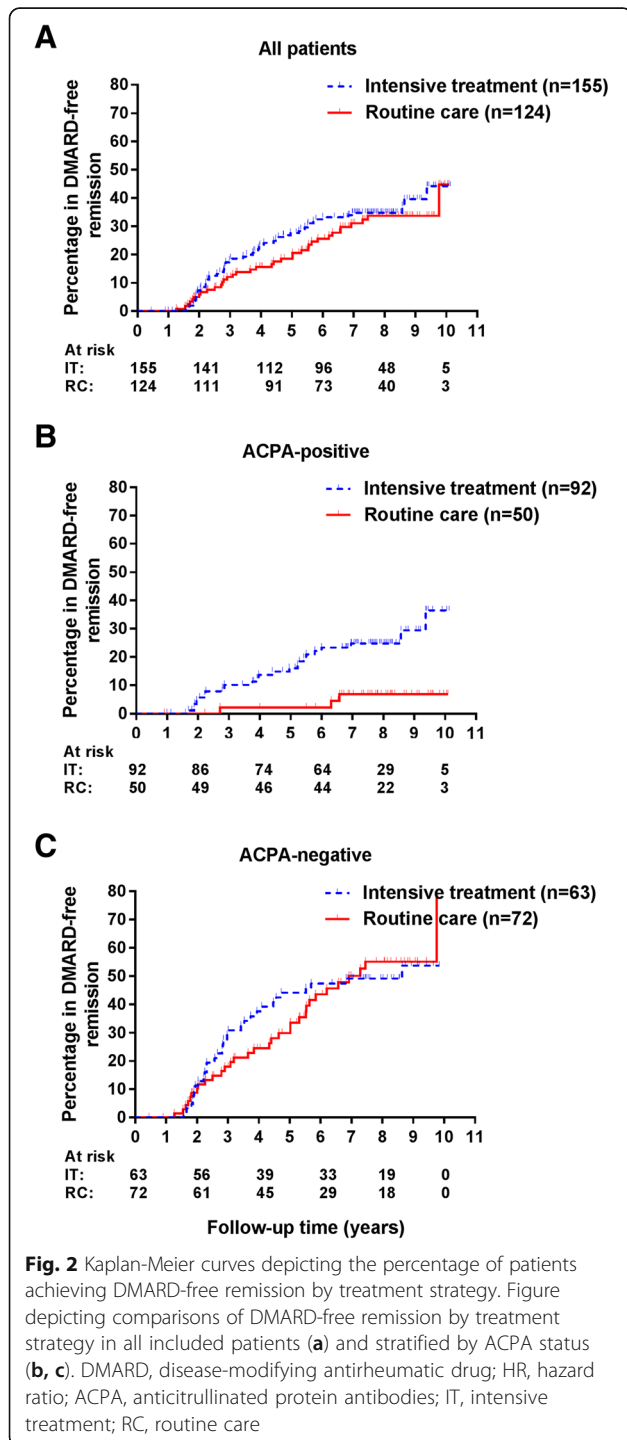 A
All patients
Intensive treatment (n=155)
Routine care (n=124)
Percentage in DMARD-free
remission
80
70
60
50
40
30
20
10
0
0 1 2 3 4 5 6 7 8 9 10 11
At risk
IT: 155 141 112 96 48 5
RC: 124 111 91 73 40 3
B
ACPA-positive
Intensive treatment (n=92)
Routine care (n=50)
Percentage in DMARD-free
remission
80
70
60
50
40
30
20
10
0
0 1 2 3 4 5 6 7 8 9 10 11
At risk
IT: 92 86 74 64 29 5
RC: 50 49 46 44 22 3
C
ACPA-negative
Intensive treatment (n=63)
Routine care (n=72)
Percentage in DMARD-free
remission
80
70
60
50
40
30
20
10
0
0 1 2 3 4 5 6 7 8 9 10 11
At risk
IT: 63 56 39 33 19 0
RC: 72 61 45 29 18 0
Follow-up time (years)
Fig. 2 Kaplan-Meier curves depicting the percentage of patients
achieving DMARD-free remission by treatment strategy. Figure
depicting comparisons of DMARD-free remission by treatment
strategy in all included patients (a) and stratified by ACPA status
(b, c). DMARD, disease-modifying antirheumatic drug; HR, hazard
ratio; ACPA, anticitrullinated protein antibodies; IT, intensive
treatment; RC, routine care